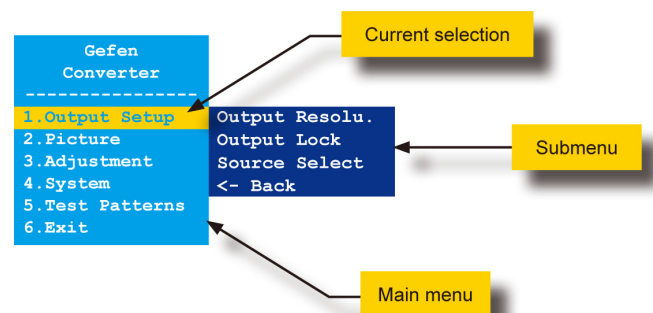 Gefen
Converter
-----------------
1.Output Setup
2.Picture
3.Adjustment
4.System
5.Test Patterns
6.Exit
Output Resolu.
Output Lock
Source Select
<- Back
Current selection
Submenu
Main menu